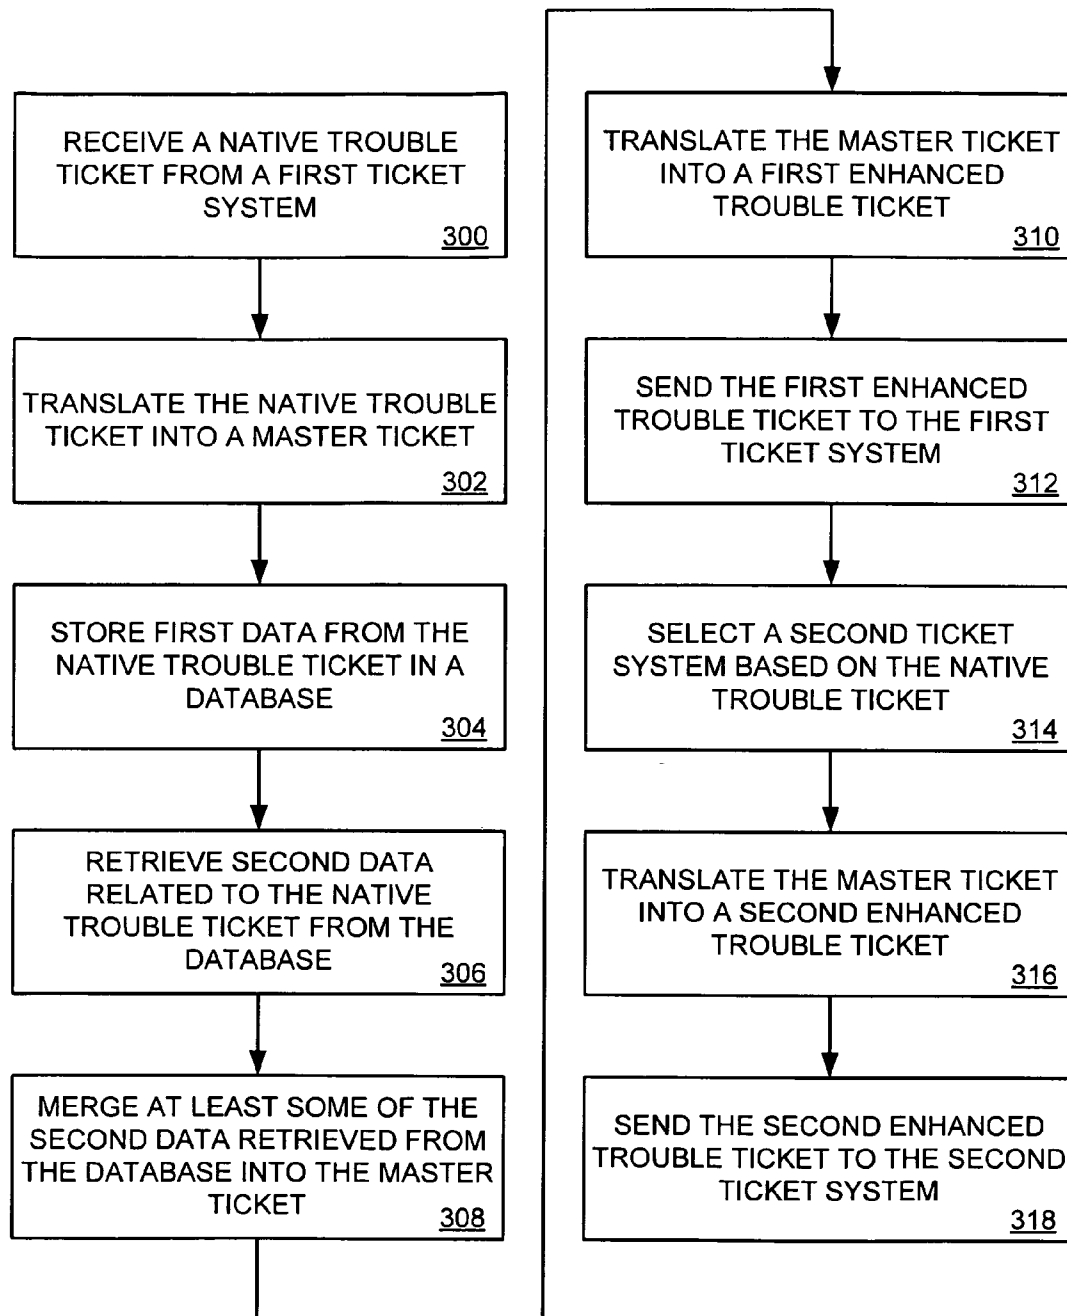 RECEIVE A NATIVE TROUBLE
TICKET FROM A FIRST TICKET
SYSTEM
300
TRANSLATE THE NATIVE TROUBLE
TICKET INTO A MASTER TICKET
302
STORE FIRST DATA FROM THE
NATIVE TROUBLE TICKET IN A
DATABASE
304
RETRIEVE SECOND DATA
RELATED TO THE NATIVE
TROUBLE TICKET FROM THE
DATABASE
306
MERGE AT LEAST SOME OF THE
SECOND DATA RETRIEVED FROM
THE DATABASE INTO THE MASTER
TICKET
308
TRANSLATE THE MASTER TICKET
INTO A FIRST ENHANCED
TROUBLE TICKET
310
SEND THE FIRST ENHANCED
TROUBLE TICKET TO THE FIRST
TICKET SYSTEM
312
SELECT A SECOND TICKET
SYSTEM BASED ON THE NATIVE
TROUBLE TICKET
314
TRANSLATE THE MASTER TICKET
INTO A SECOND ENHANCED
TROUBLE TICKET
316
SEND THE SECOND ENHANCED
TROUBLE TICKET TO THE SECOND
TICKET SYSTEM
318